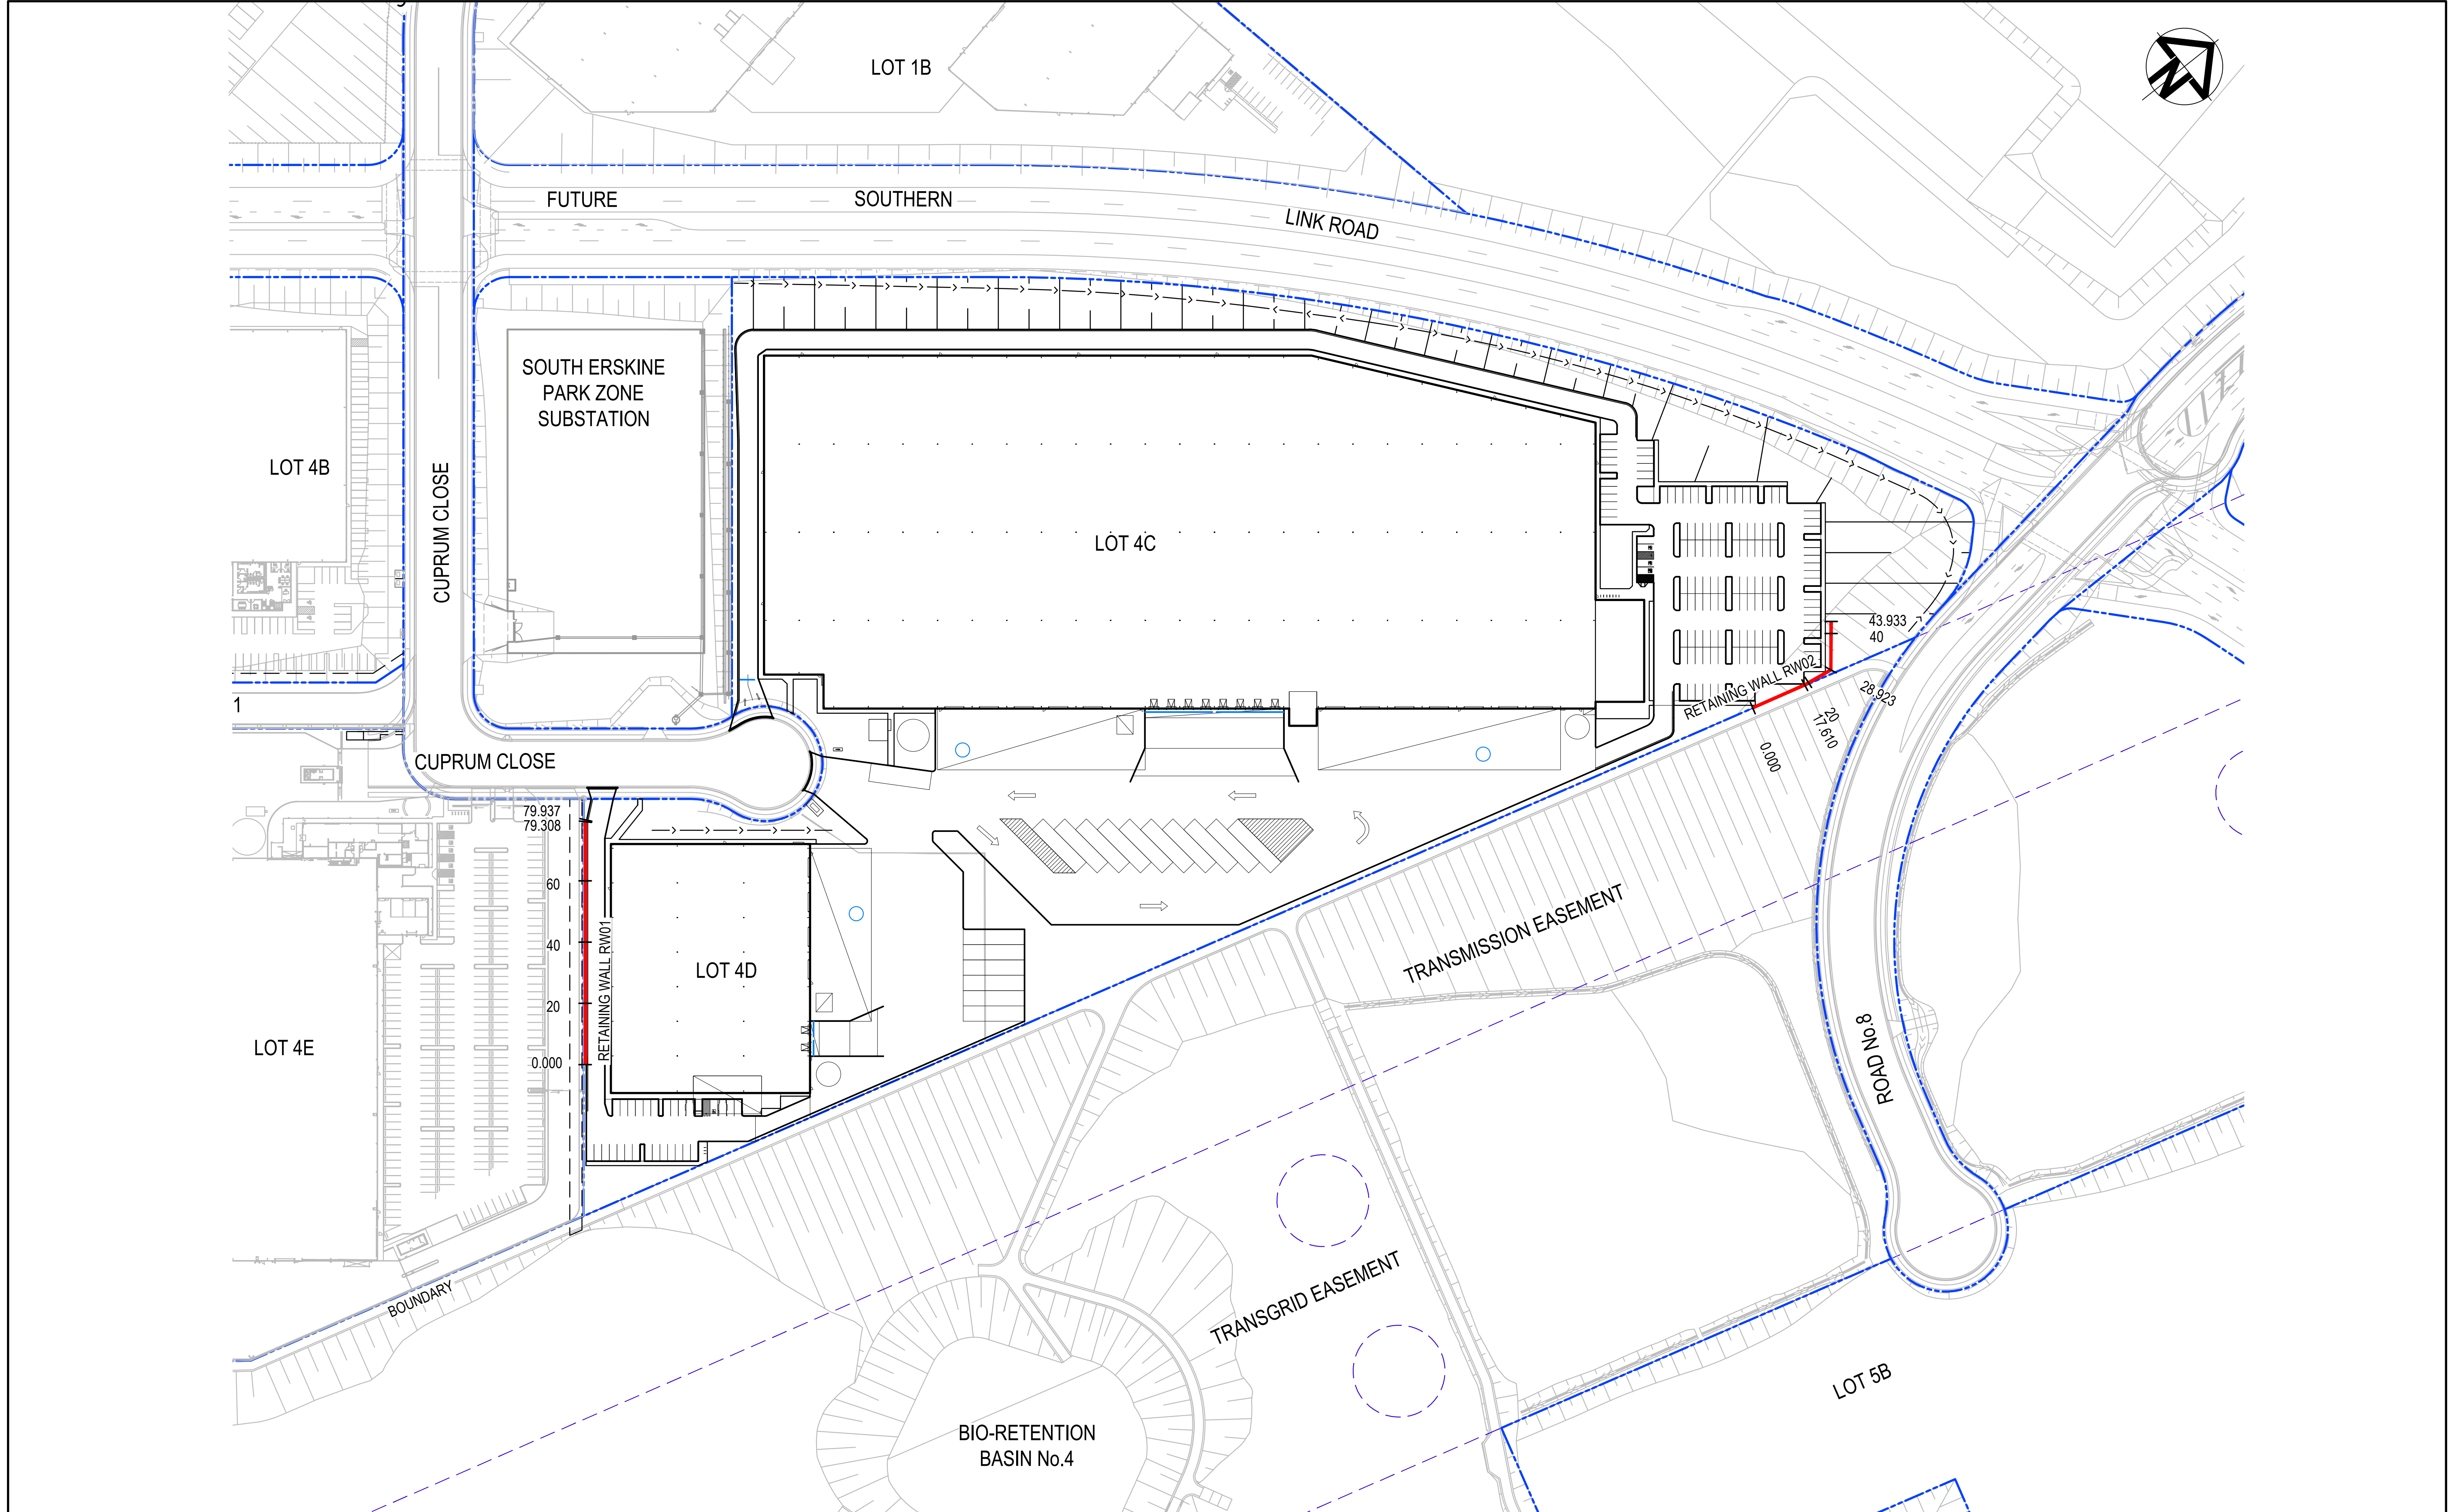 LOT 1B
N
FUTURE SOUTHERN
LINK ROAD
SOUTH ERSKINE
PARK ZONE
SUBSTATION
LOT 4B
CUPRUM CLOSE
LOT 4C
43.933
40
RETAINING WALL RW02
28.923
20
17.610
0.000
1
CUPRUM CLOSE
79.937
79.308
60
40
20
0.000
RETAINING WALL RW01
LOT 4D
LOT 4E
TRANSMISSION EASEMENT
ROAD No.8
BOUNDARY
TRANSGRID EASEMENT
LOT 5B
BIO-RETENTION
BASIN No.4